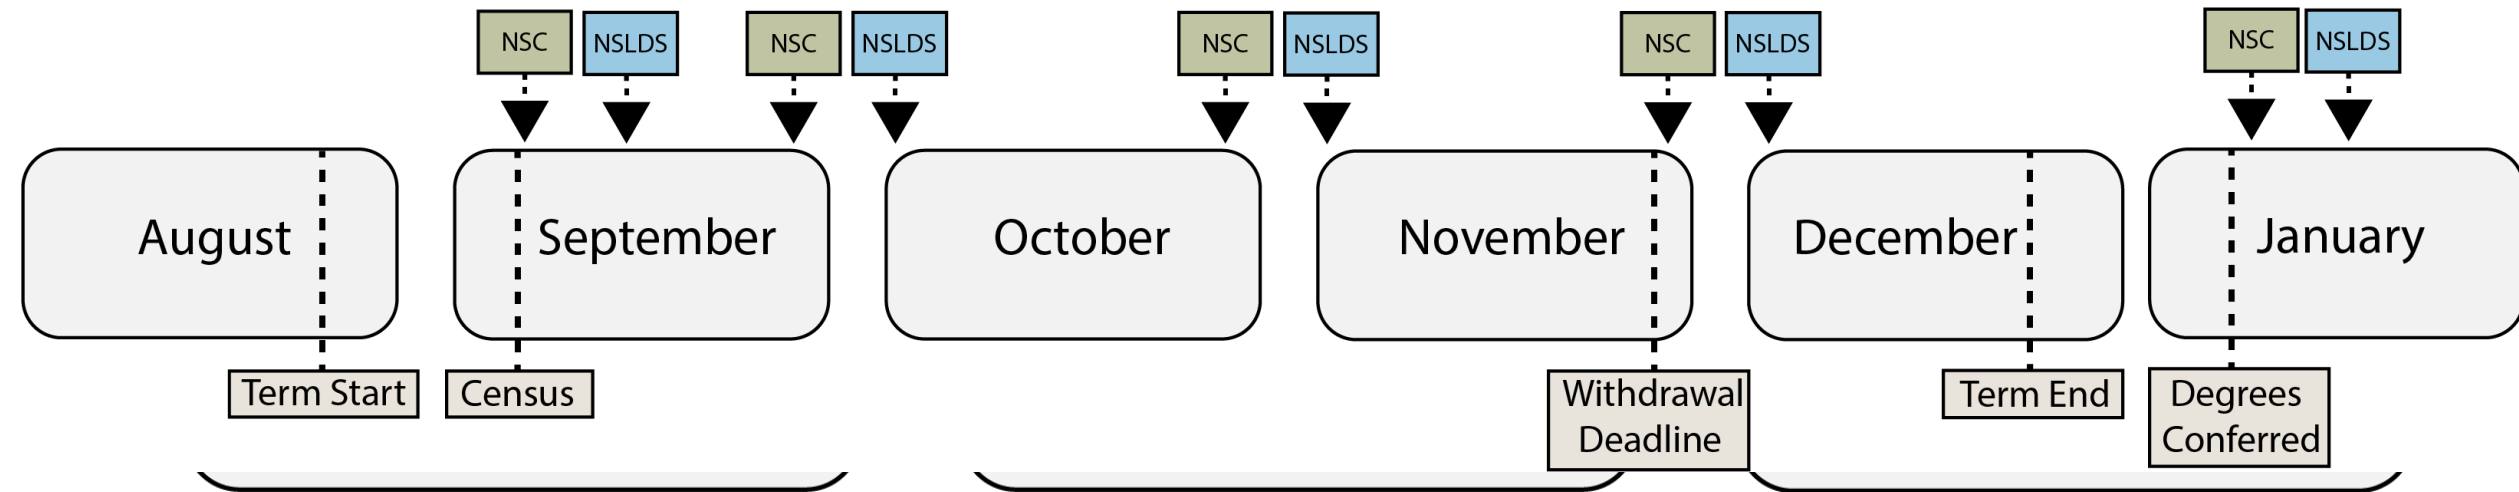 NSC
NSLDS
NSC
NSLDS
NSC
NSLDS
NSC
NSLDS
NSC
NSLDS
August
September
October
November
December
January
Term Start
Census
Withdrawal
Deadline
Term End
Degrees
Conferred